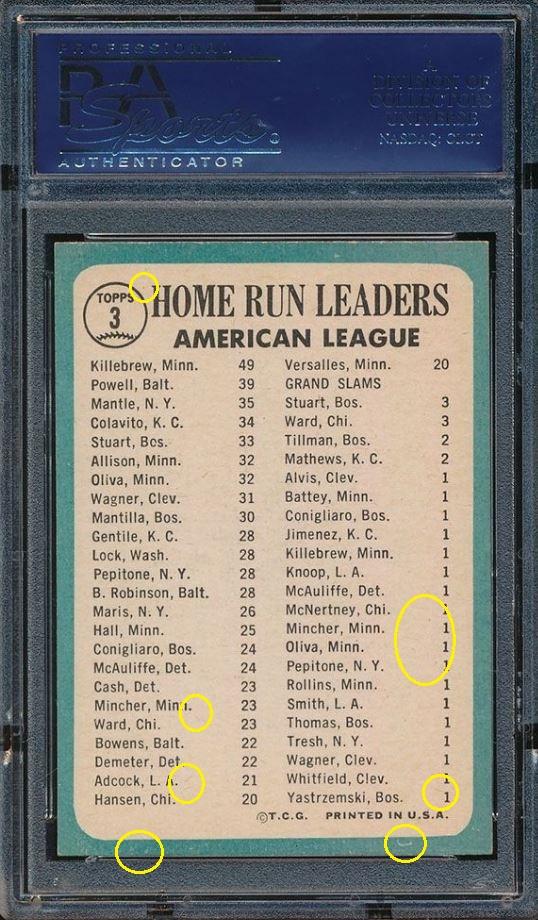 PROFESSIONAL
PSA
Sports
AUTHENTICATOR
A
DIVISION OF
COLLECTORS
UNIVERSE
NASDAQ: CLCT
TOPPS
3
HOME RUN LEADERS
AMERICAN LEAGUE
Killebrew, Minn. 49
Powell, Balt. 39
Mantle, N. Y. 35
Colavito, K. C. 34
Stuart, Bos. 33
Allison, Minn. 32
Oliva, Minn. 32
Wagner, Clev. 31
Mantilla, Bos. 30
Gentile, K. C. 28
Lock, Wash. 28
Pepitone, N. Y. 28
B. Robinson, Balt. 28
Maris, N. Y. 26
Hall, Minn. 25
Conigliaro, Bos. 24
McAuliffe, Det. 24
Cash, Det. 23
Mincher, Minn. 23
Ward, Chi. 23
Bowens, Balt. 22
Demeter, Det. 22
Adcock, L. A. 21
Hansen, Chi. 20
Versalles, Minn. 20
GRAND SLAMS
Stuart, Bos. 3
Ward, Chi. 3
Tillman, Bos. 2
Mathews, K. C. 2
Alvis, Clev. 1
Battey, Minn. 1
Conigliaro, Bos. 1
Jimenez, K. C. 1
Killebrew, Minn. 1
Knoop, L. A. 1
McAuliffe, Det. 1
McNertney, Chi. 1
Mincher, Minn. 1
Oliva, Minn. 1
Pepitone, N. Y. 1
Rollins, Minn. 1
Smith, L. A. 1
Thomas, Bos. 1
Tresh, N. Y. 1
Wagner, Clev. 1
Whitfield, Clev. 1
Yastrzemski, Bos. 1
©T.C.G. PRINTED IN U.S.A.